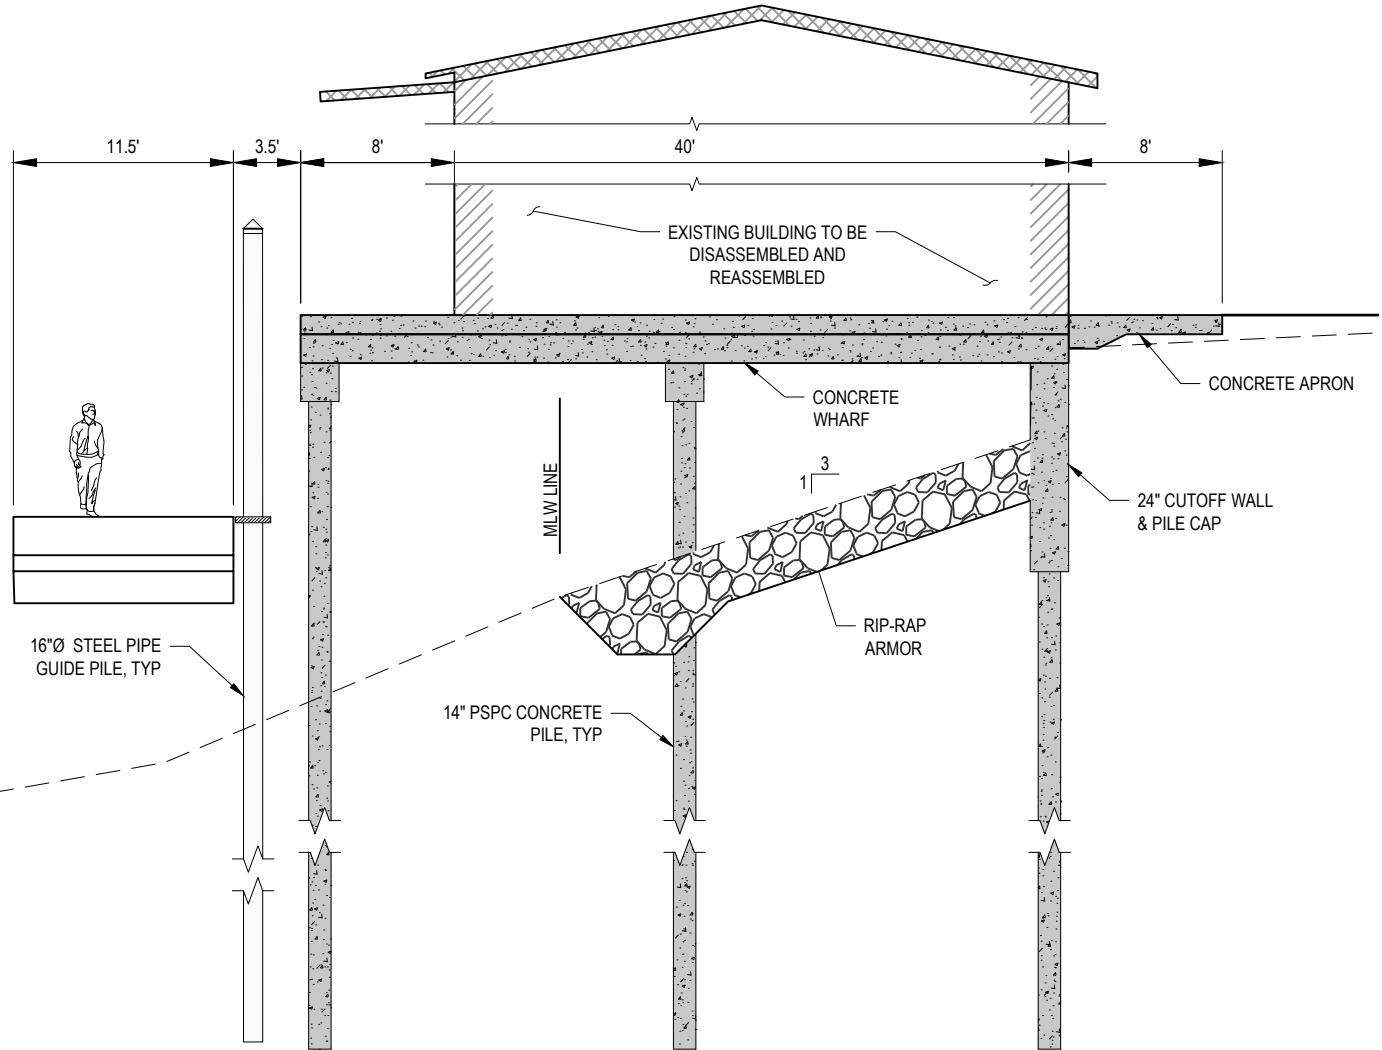 11.5'
3.5'
8'
40'
8'
EXISTING BUILDING TO BE
DISASSEMBLED AND
REASSEMBLED
CONCRETE APRON
CONCRETE
WHARF
MLW LINE
3
1
24" CUTOFF WALL
& PILE CAP
16"Ø STEEL PIPE
GUIDE PILE, TYP
RIP-RAP
ARMOR
14" PSPC CONCRETE
PILE, TYP